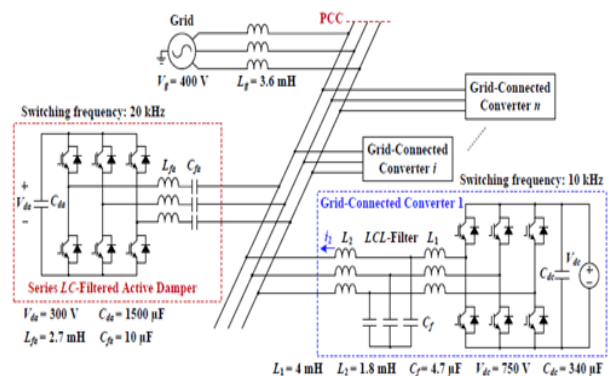 Grid
PCC
Vg = 400 V Lg = 3.6 mH
Grid-Connected
Converter n
Switching frequency: 20 kHz
Lfa Cfa
Grid-Connected
Converter i
Switching frequency: 10 kHz
+
Vda
Cda
−
Grid-Connected Converter 1
i2 L2 LCL-Filter L1
Vdc
Cdc
Cf
Series LC-Filtered Active Damper
Vda = 300 V Cda = 1500 μF
Lfa = 2.7 mH Cfa = 10 μF
L1 = 4 mH L2 = 1.8 mH Cf = 4.7 μF Vdc = 750 V Cdc = 340 μF